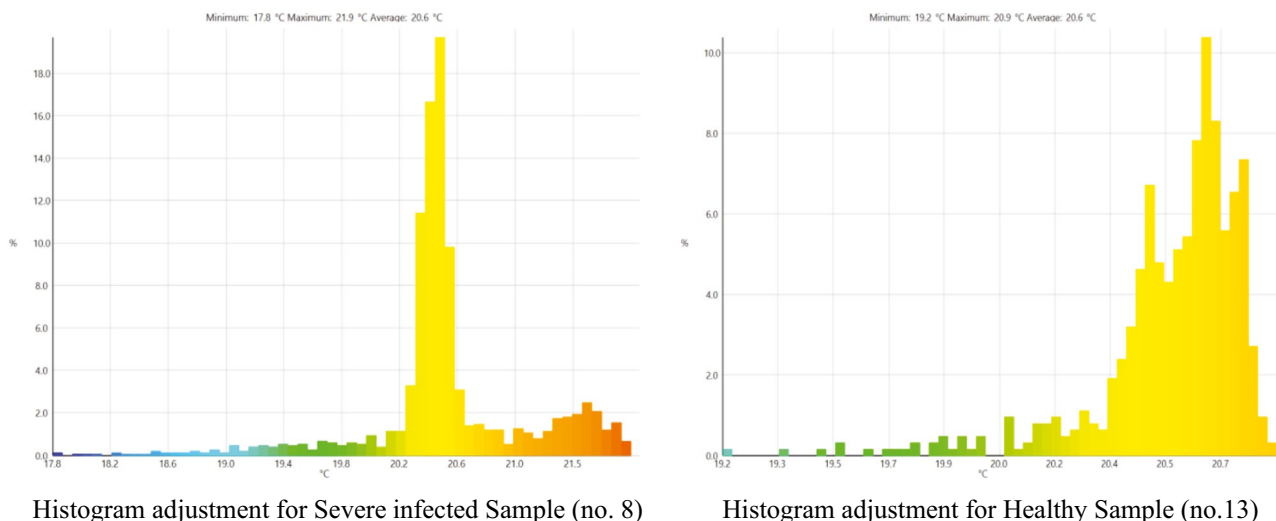 Minimum: 17.8 °C Maximum: 21.9 °C Average: 20.6 °C
18.0
16.0
14.0
12.0
10.0
%
8.0
6.0
4.0
2.0
0.0
17.8 18.2 18.6 19.0 19.4 19.8 20.2 20.6 21.0 21.5
°C
Histogram adjustment for Severe infected Sample (no. 8)
Minimum: 19.2 °C Maximum: 20.9 °C Average: 20.6 °C
10.0
8.0
6.0
%
4.0
2.0
0.0
19.2 19.3 19.5 19.7 19.9 20.0 20.2 20.4 20.5 20.7
°C
Histogram adjustment for Healthy Sample (no.13)